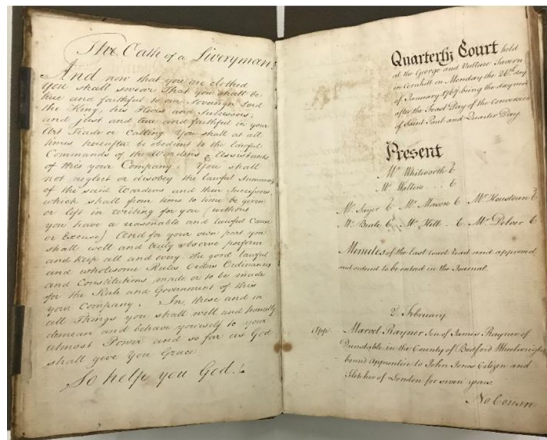 The Oath of a Liveryman
And now that you are clothed
you shall swear That you shall be
true and faithful to our Sovereign Lord
the King, his Heirs and Successors,
and just and true and faithful in your
Art Trade or Calling You shall at all
times hereafter be obedient to the lawful
Commands of the Wardens & Assistants
of this your Company. You shall
not neglect or disobey the lawful Summons
of the said Wardens and their Successors,
which shall from time to time be given
or left in Writing for you (without
you have a reasonable and lawful Cause
or Excuse) And for your own part you
shall well and truly observe perform
and keep all and every the good lawful
and wholesome Rules Orders Ordinances
and Constitutions made or to be made
for the Rule and Government of this
your Company. In these and in
all Things you shall well and honestly
demean and behave yourself to your
utmost Power and so far as God
shall give You Grace
So help you God.
Quarterly Court held
at the George and Vulture Tavern
in Cornhill on Monday the 26th day
of January 1767 being the day next
after the Feast Day of the Conversion
of Saint Paul and Quarter Day.
Present
Mr. Whitworth
Mr.
Mr. Mr. Mr.
Mr. Mr. Mr.
Minutes of the last Court Read and approved
and ordered to be entered in the Journal.
2. February
App. Marvel Rayner Son of James Rayner of
Dunstable in the County of Bedford
bound Apprentice to John Jones Citizen and
of London for seven years
No Court